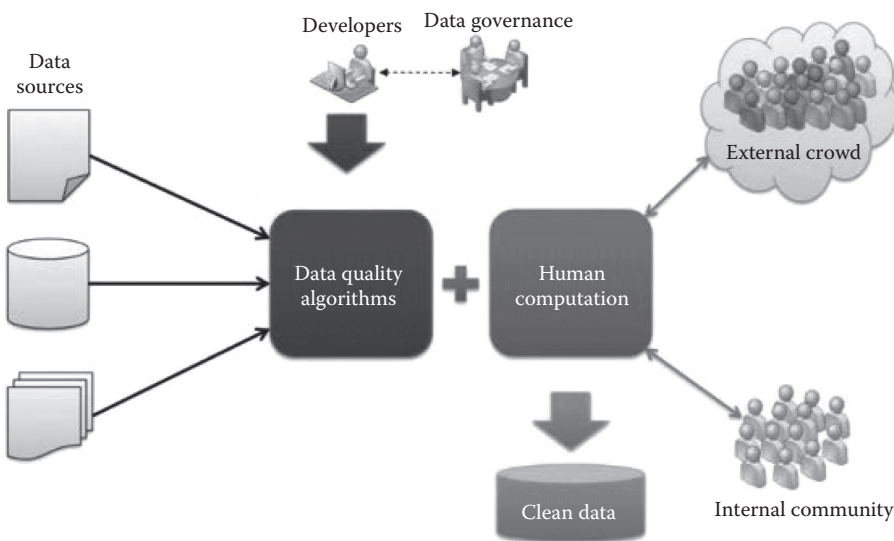 Developers
Data governance
Data
sources
External crowd
Data quality
algorithms
Human
computation
Clean data
Internal community